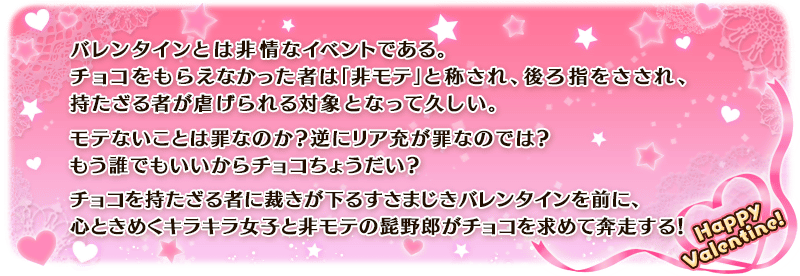 バレンタインとは非情なイベントである。
チョコをもらえなかった者は「非モテ」と称され、後ろ指をさされ、
持たざる者が虐げられる対象となって久しい。
モテないことは罪なのか？逆にリア充が罪なのでは？
もう誰でもいいからチョコちょうだい？
チョコを持たざる者に裁きが下るすさまじきバレンタインを前に、
心ときめくキラキラ女子と非モテの髭野郎がチョコを求めて奔走する！
Happy
Valentine!